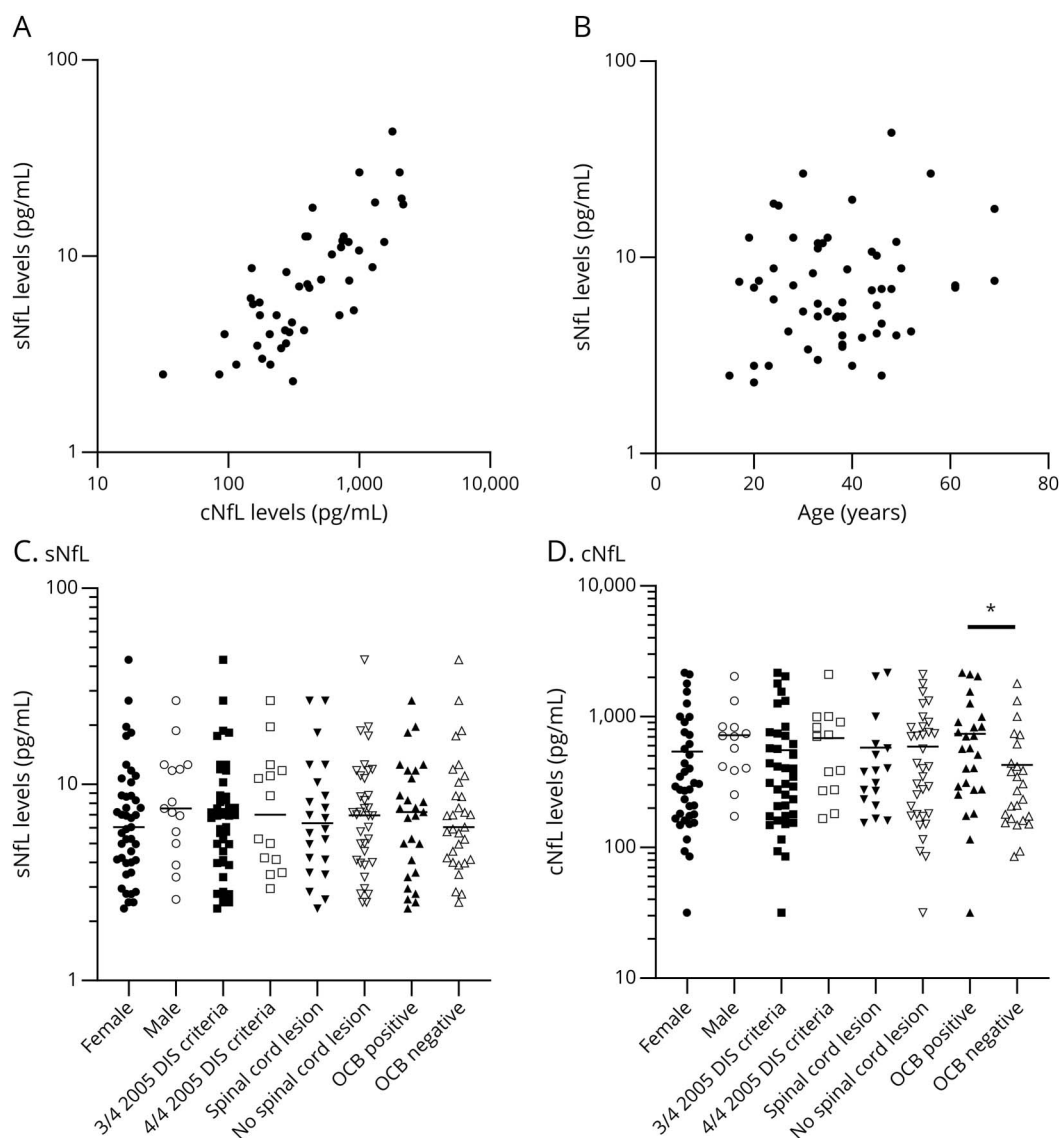 A
100
10
1
sNfL levels (pg/mL)
10
100
1,000
10,000
cNfL levels (pg/mL)
B
100
10
1
sNfL levels (pg/mL)
0
20
40
60
80
Age (years)
C. sNfL
100
10
1
sNfL levels (pg/mL)
Female
Male
3/4 2005 DIS criteria
4/4 2005 DIS criteria
Spinal cord lesion
No spinal cord lesion
OCB positive
OCB negative
D. cNfL
10,000
1,000
100
10
cNfL levels (pg/mL)
*
Female
Male
3/4 2005 DIS criteria
4/4 2005 DIS criteria
Spinal cord lesion
No spinal cord lesion
OCB positive
OCB negative